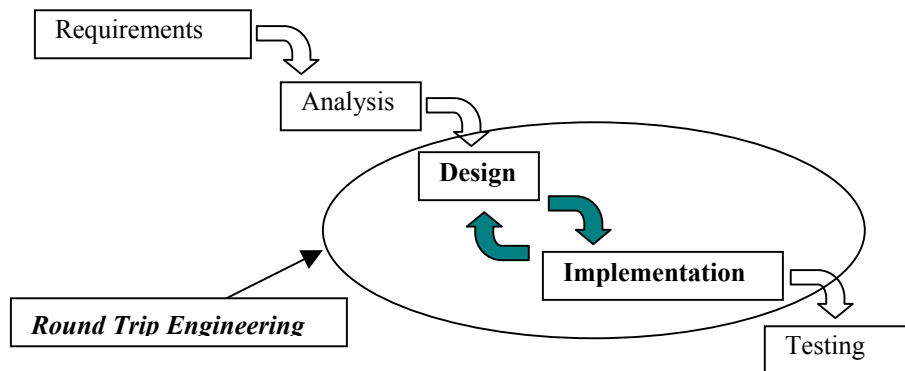 Requirements
Analysis
Design
Implementation
Round Trip Engineering
Testing